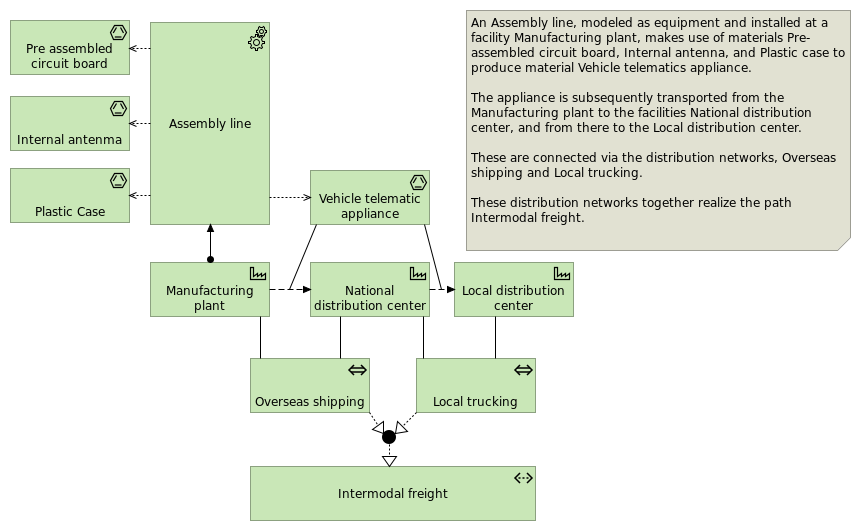 Pre assembled
circuit board
Internal antenna
Plastic Case
Assembly line
Vehicle telematic
appliance
Manufacturing
plant
National
distribution center
Local distribution
center
Overseas shipping
Local trucking
Intermodal freight
An Assembly line, modeled as equipment and installed at a
facility Manufacturing plant, makes use of materials Pre-
assembled circuit board, Internal antenna, and Plastic case to
produce material Vehicle telematics appliance.
The appliance is subsequently transported from the
Manufacturing plant to the facilities National distribution
center, and from there to the Local distribution center.
These are connected via the distribution networks, Overseas
shipping and Local trucking.
These distribution networks together realize the path
Intermodal freight.